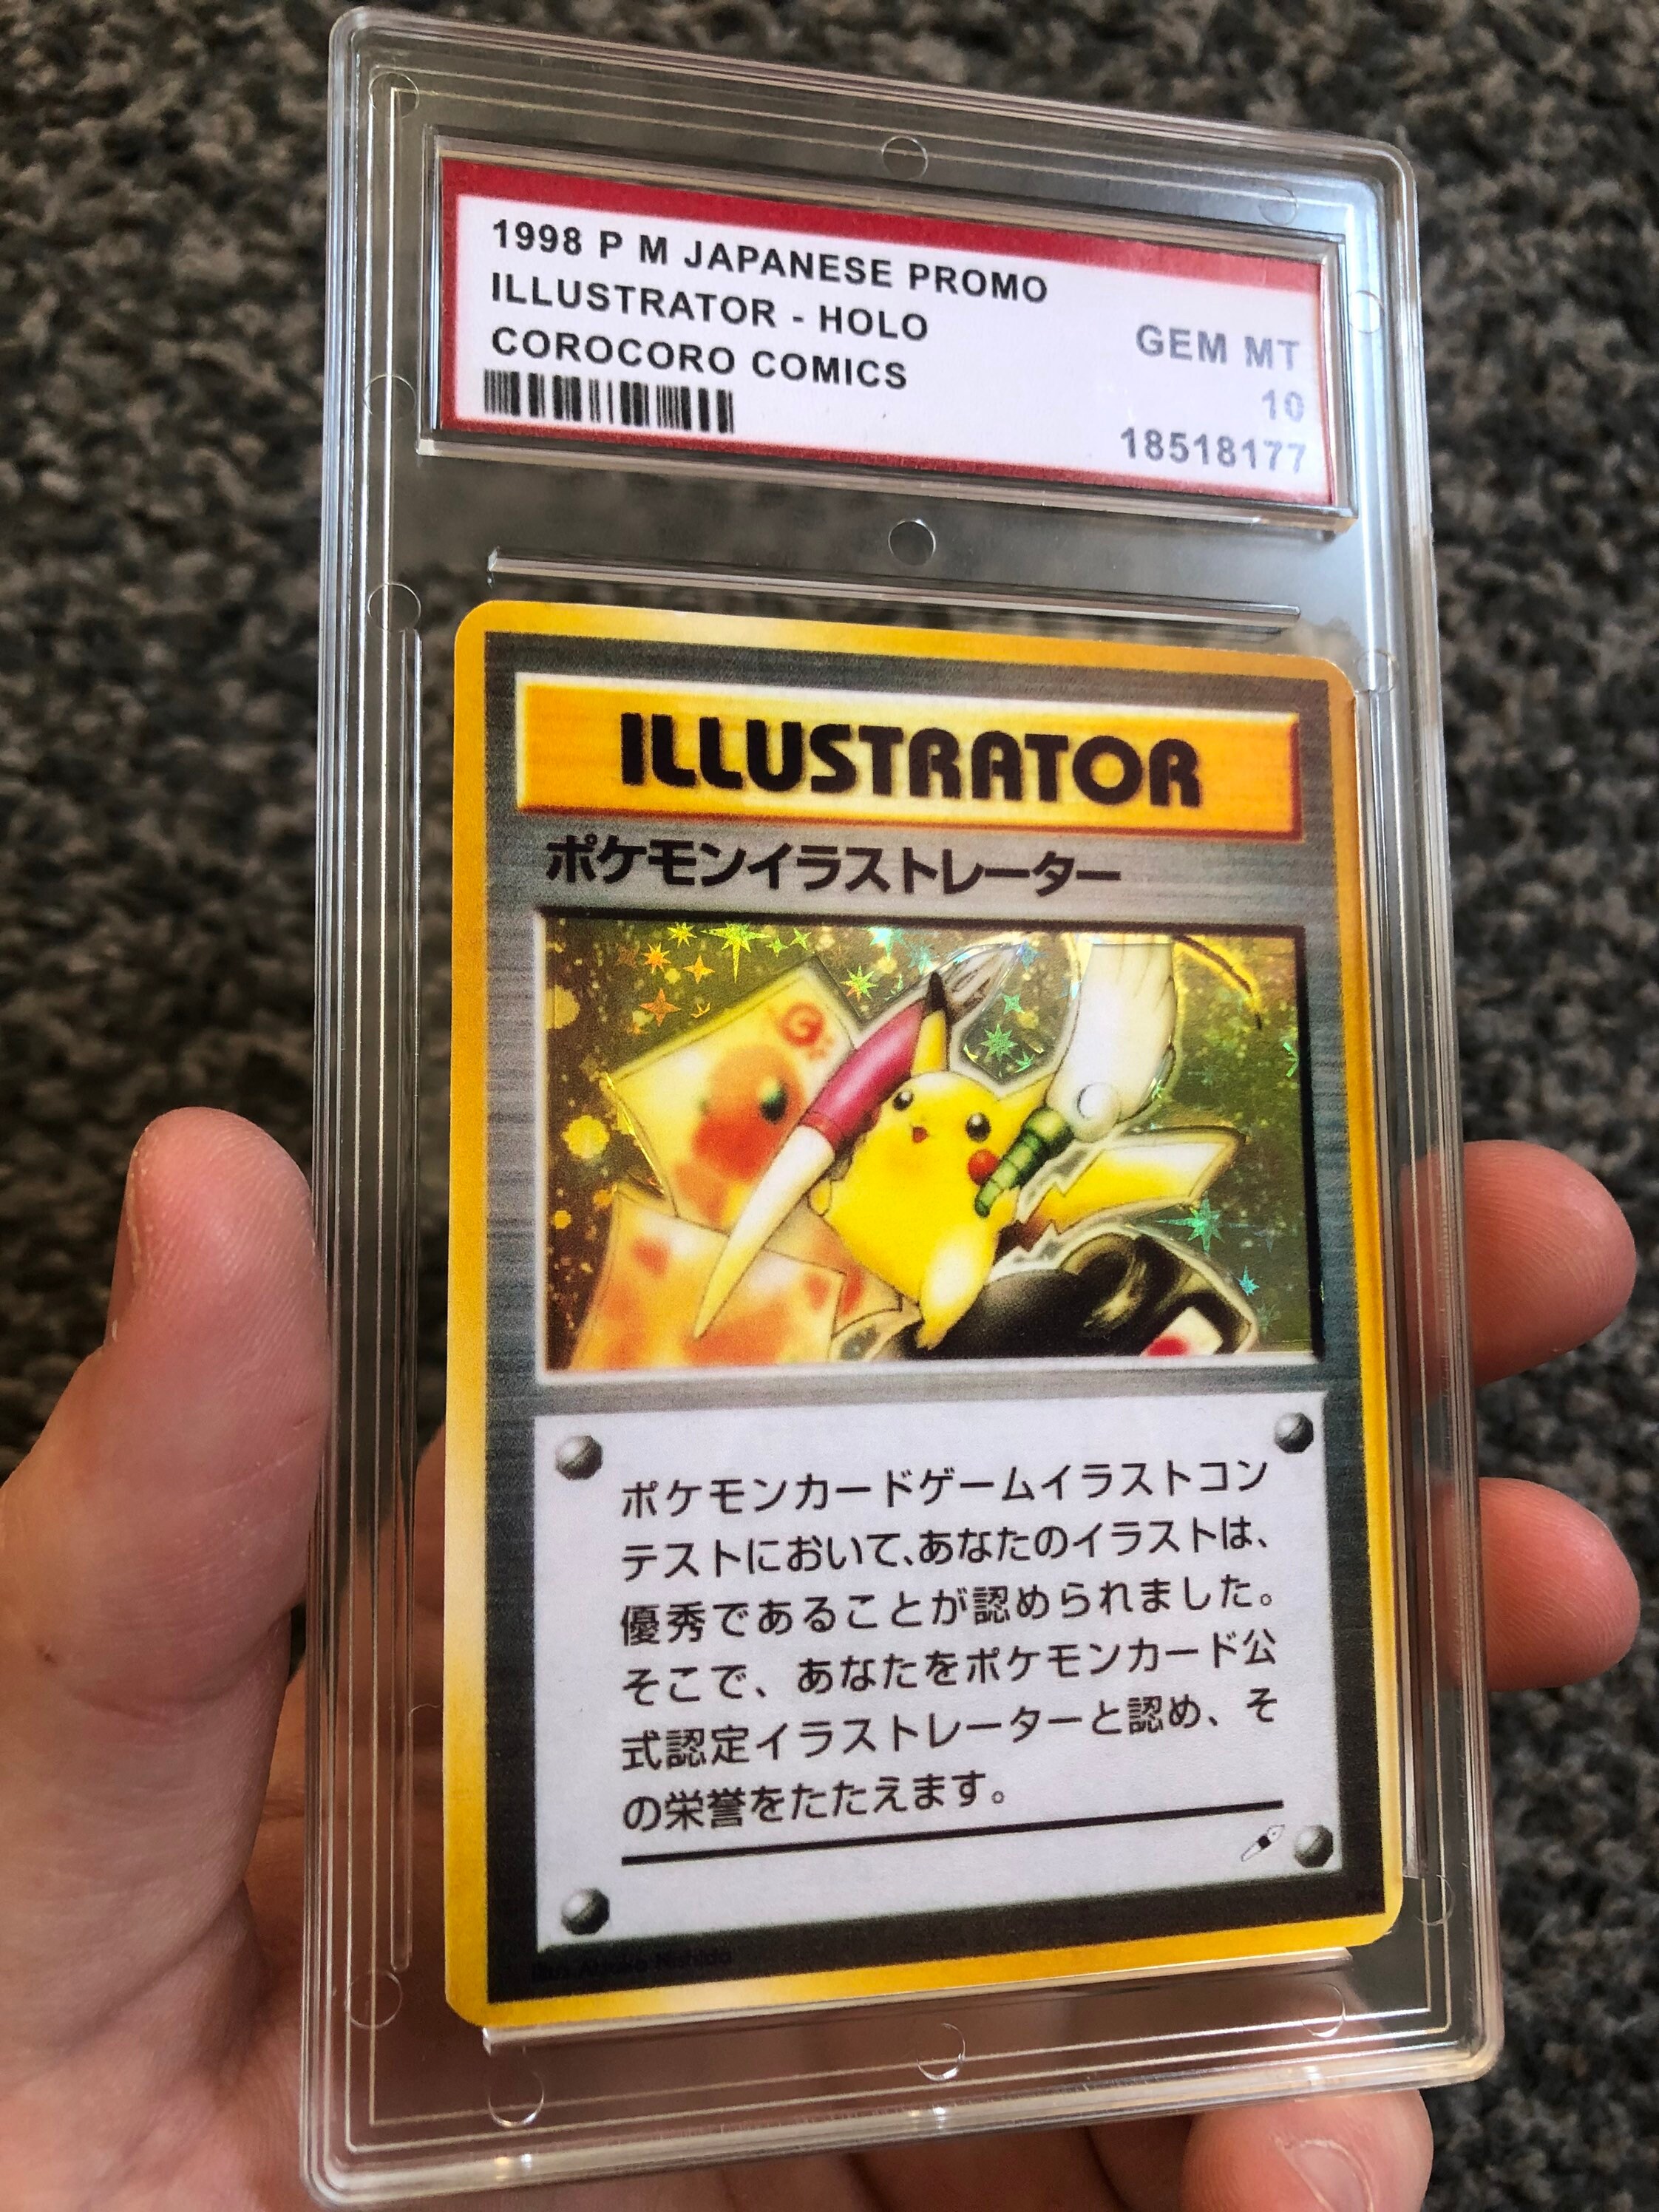 1998 P M JAPANESE PROMO
ILLUSTRATOR - HOLO
COROCORO COMICS
GEM MT
10
18518177
ILLUSTRATOR
ポケモンイラストレーター
ポケモンカードゲームイラストコン
テストにおいて、あなたのイラストは、
優秀であることが認められました。
そこで、あなたをポケモンカード公
式認定イラストレーターと認め、そ
の栄誉をたたえます。
Illus. Atsuko Nishida